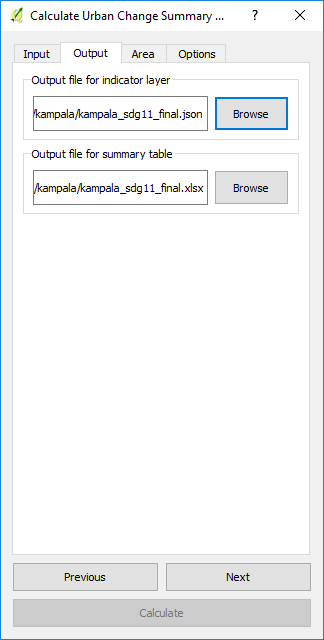 Calculate Urban Change Summary ... ?
Input Output Area Options
Output file for indicator layer
/kampala/kampala_sdg11_final.json Browse
Output file for summary table
/kampala/kampala_sdg11_final.xlsx Browse
Previous Next
Calculate